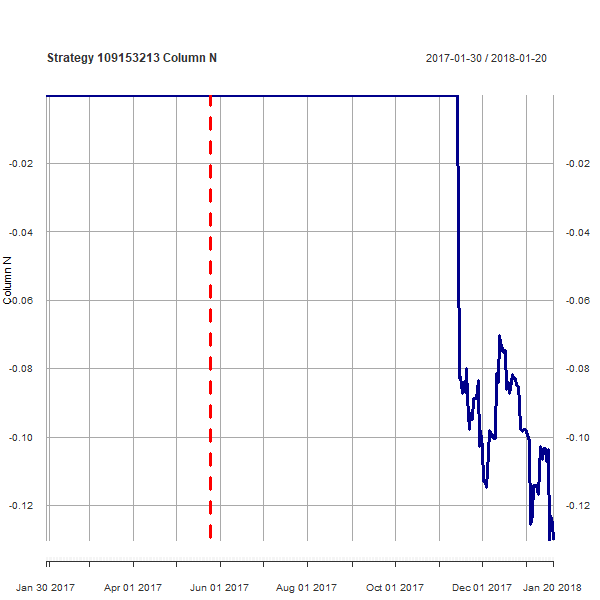 Strategy 109153213 Column N
2017-01-30 / 2018-01-20
-0.02 -0.02
-0.04 -0.04
Column N
-0.06 -0.06
-0.08 -0.08
-0.10 -0.10
-0.12 -0.12
Jan 30 2017 Apr 01 2017 Jun 01 2017 Aug 01 2017 Oct 01 2017 Dec 01 2017 Jan 20 2018